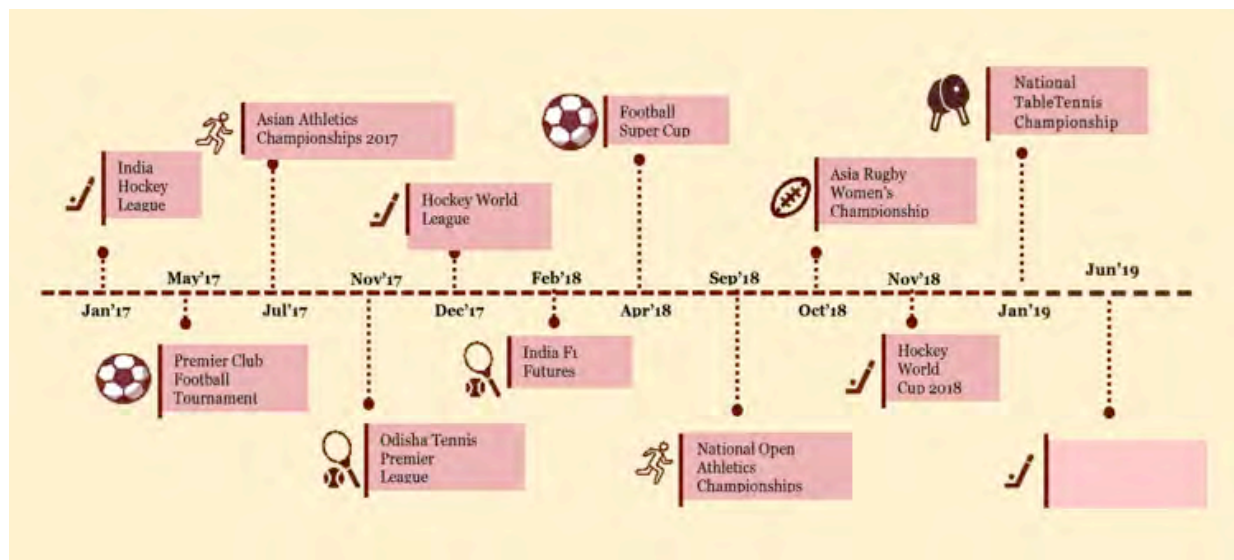 India
Hockey
League
Asian Athletics
Championships 2017
Hockey World
League
Football
Super Cup
Asia Rugby
Women's
Championship
National
TableTennis
Championship
May'17
Nov'17
Feb'18
Sep'18
Nov'18
Jun'19
Jan'17
Jul'17
Dec'17
Apr'18
Oct'18
Jan'19
Premier Club
Football
Tournament
Odisha Tennis
Premier
League
India F1
Futures
National Open
Athletics
Championships
Hockey
World
Cup 2018